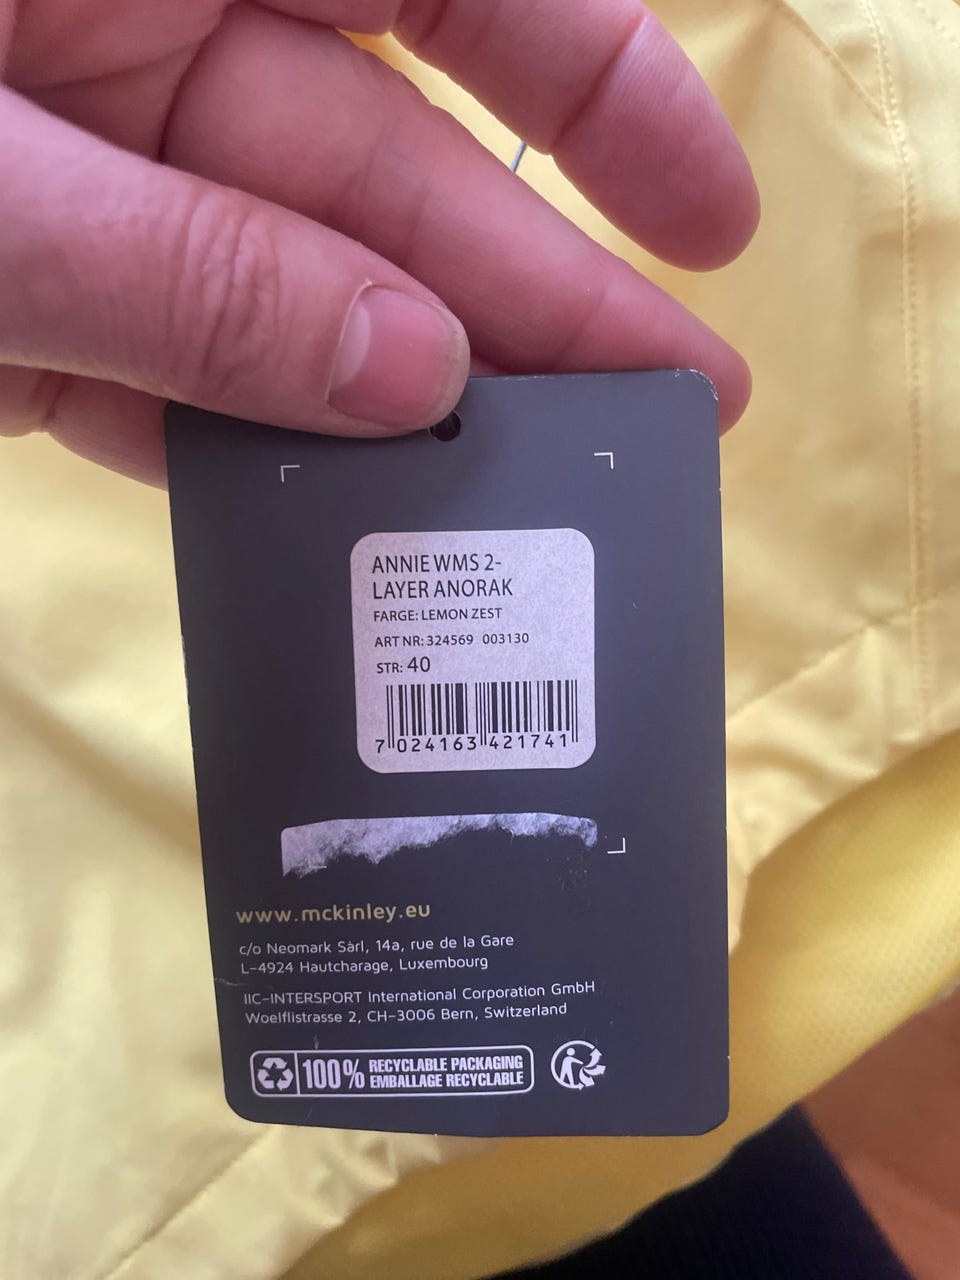 ANNIE WMS 2-
LAYER ANORAK
FARGE: LEMON ZEST
ART NR: 324569 003130
STR: 40
7 024163 421741
www.mckinley.eu
c/o Neomark Sàrl, 14a, rue de la Gare
L-4924 Hautcharage, Luxembourg
IIC-INTERSPORT International Corporation GmbH
Woelflistrasse 2, CH-3006 Bern, Switzerland
100% RECYCLABLE PACKAGING
EMBALLAGE RECYCLABLE